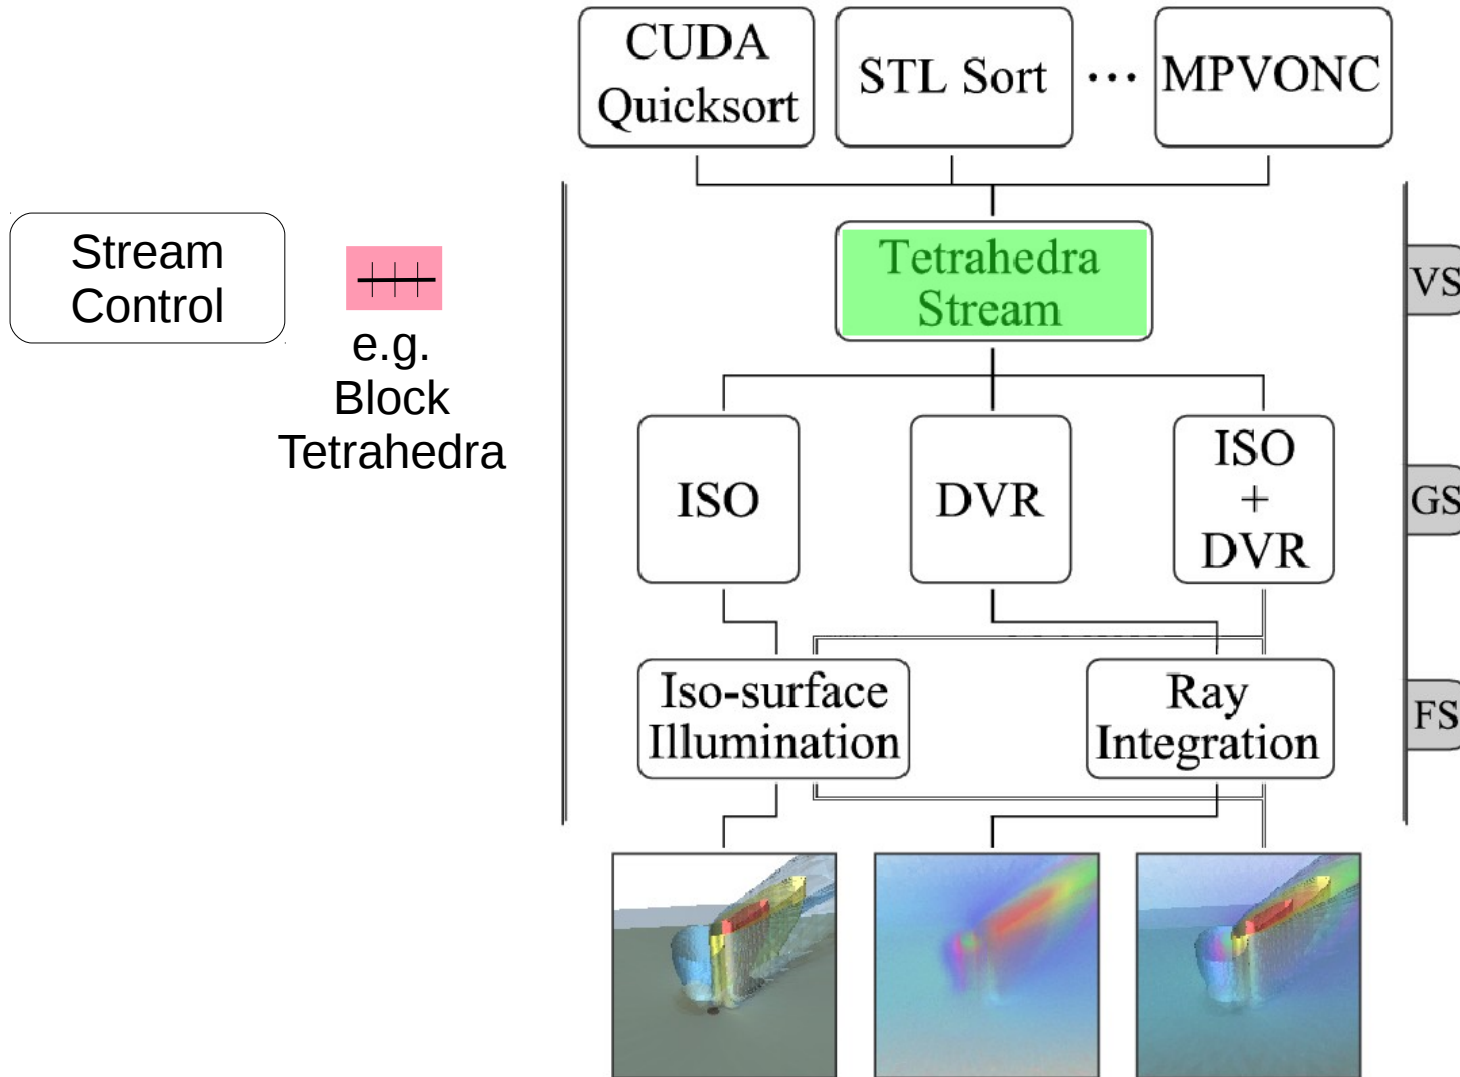 CUDA
Quicksort
STL Sort
...
MPVONC
Stream
Control
e.g.
Block
Tetrahedra
Tetrahedra
Stream
VS
ISO
DVR
ISO
+
DVR
GS
Iso-surface
Illumination
Ray
Integration
FS